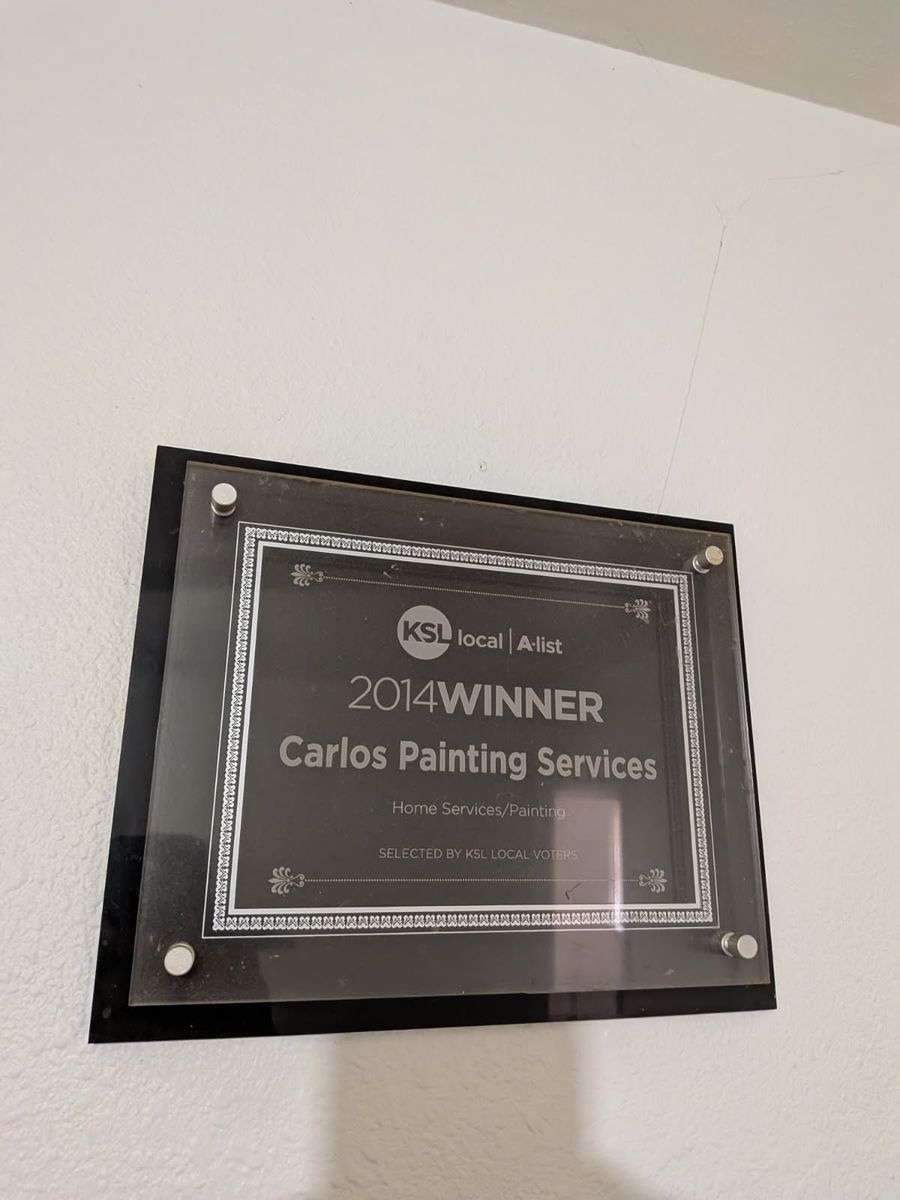 KSL local | A·list
2014WINNER
Carlos Painting Services
Home Services/Painting
SELECTED BY KSL LOCAL VOTERS